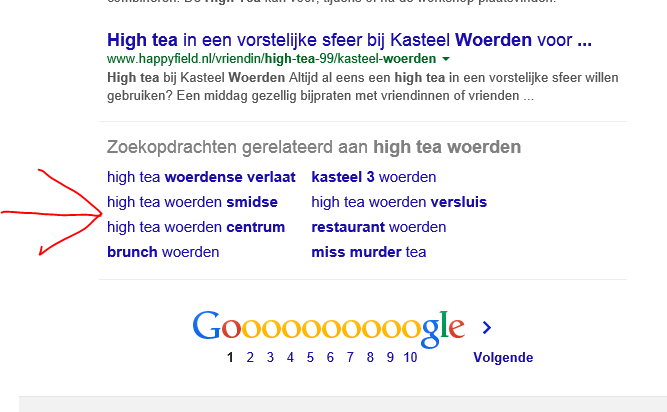 combineren. De High Tea kan voor, tijdens of na de workshop plaatsvinden.
High tea in een vorstelijke sfeer bij Kasteel Woerden voor ...
www.happyfield.nl/vriendin/high-tea-99/kasteel-woerden
High tea bij Kasteel Woerden Altijd al eens een high tea in een vorstelijke sfeer willen
gebruiken? Een middag gezellig bijpraten met vriendinnen of vrienden ...
Zoekopdrachten gerelateerd aan high tea woerden
high tea woerdense verlaat kasteel 3 woerden
high tea woerden smidse high tea woerden versluis
high tea woerden centrum restaurant woerden
brunch woerden miss murder tea
Goooooooooogle
1 2 3 4 5 6 7 8 9 10 Volgende